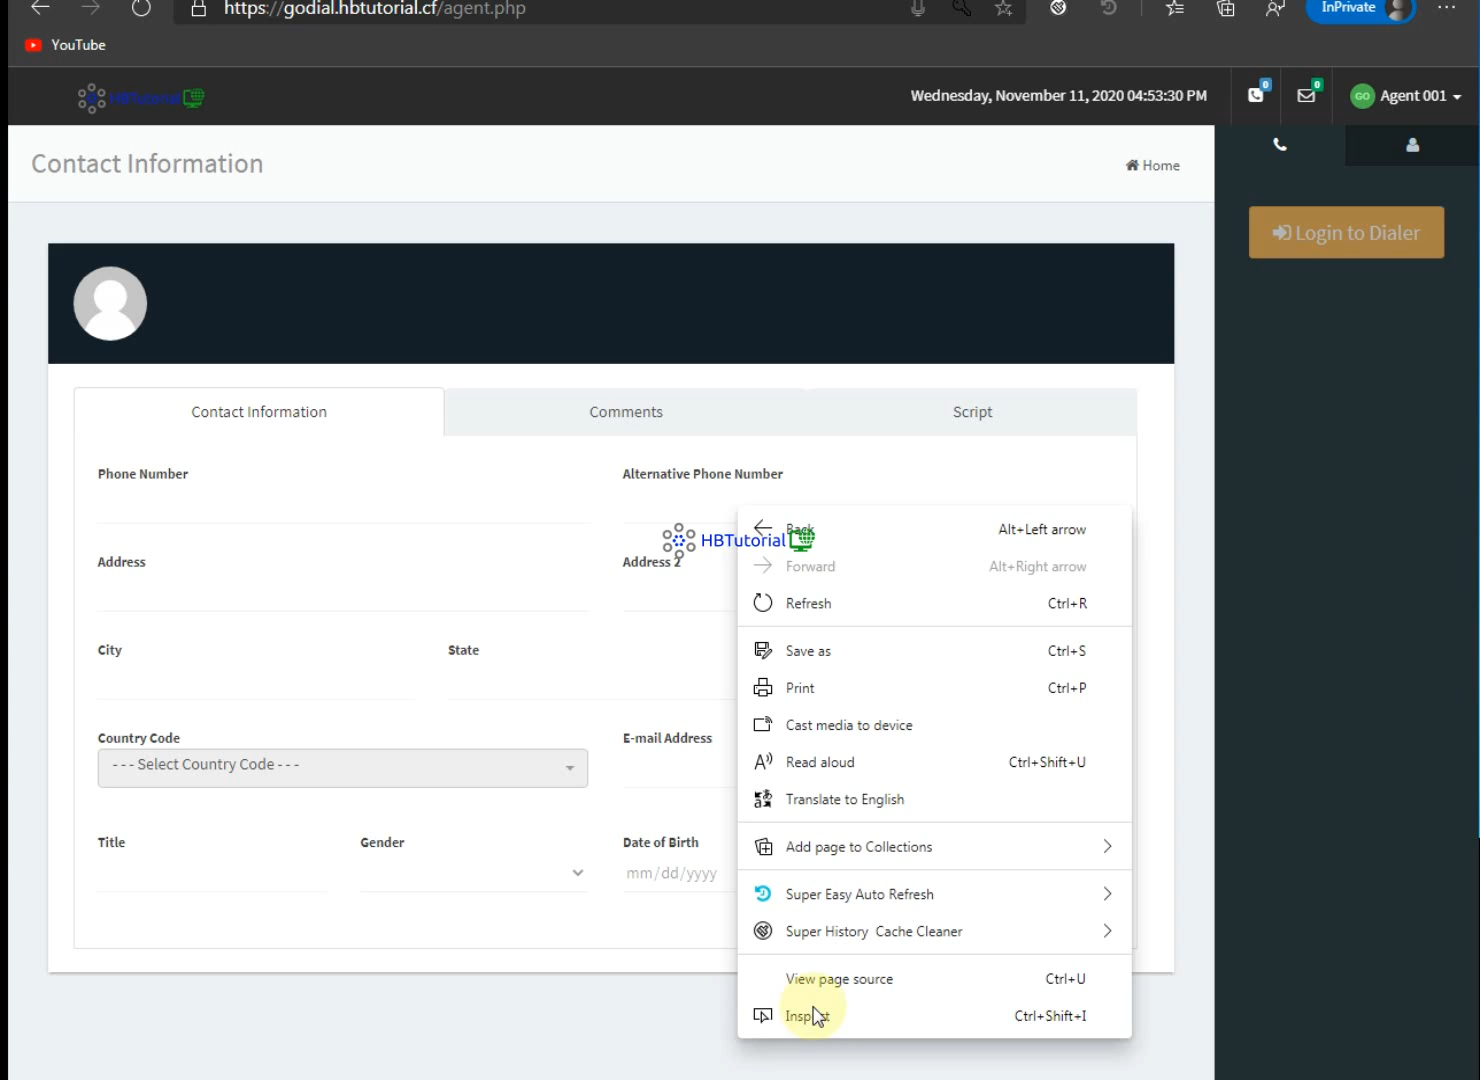 https://godial.hbtutorial.cf/agent.php
InPrivate
YouTube
HBTutorial
Wednesday, November 11, 2020 04:53:30 PM
0
0
GO
Agent 001
Contact Information
Home
Login to Dialer
Contact Information
Comments
Script
Phone Number
Alternative Phone Number
Back
Alt+Left arrow
HBTutorial
Address
Address 2
Forward
Alt+Right arrow
Refresh
Ctrl+R
City
State
Save as
Ctrl+S
Print
Ctrl+P
Cast media to device
Country Code
E-mail Address
--- Select Country Code ---
Read aloud
Ctrl+Shift+U
Translate to English
Title
Gender
Date of Birth
Add page to Collections
mm/dd/yyyy
Super Easy Auto Refresh
Super History Cache Cleaner
View page source
Ctrl+U
Inspect
Ctrl+Shift+I